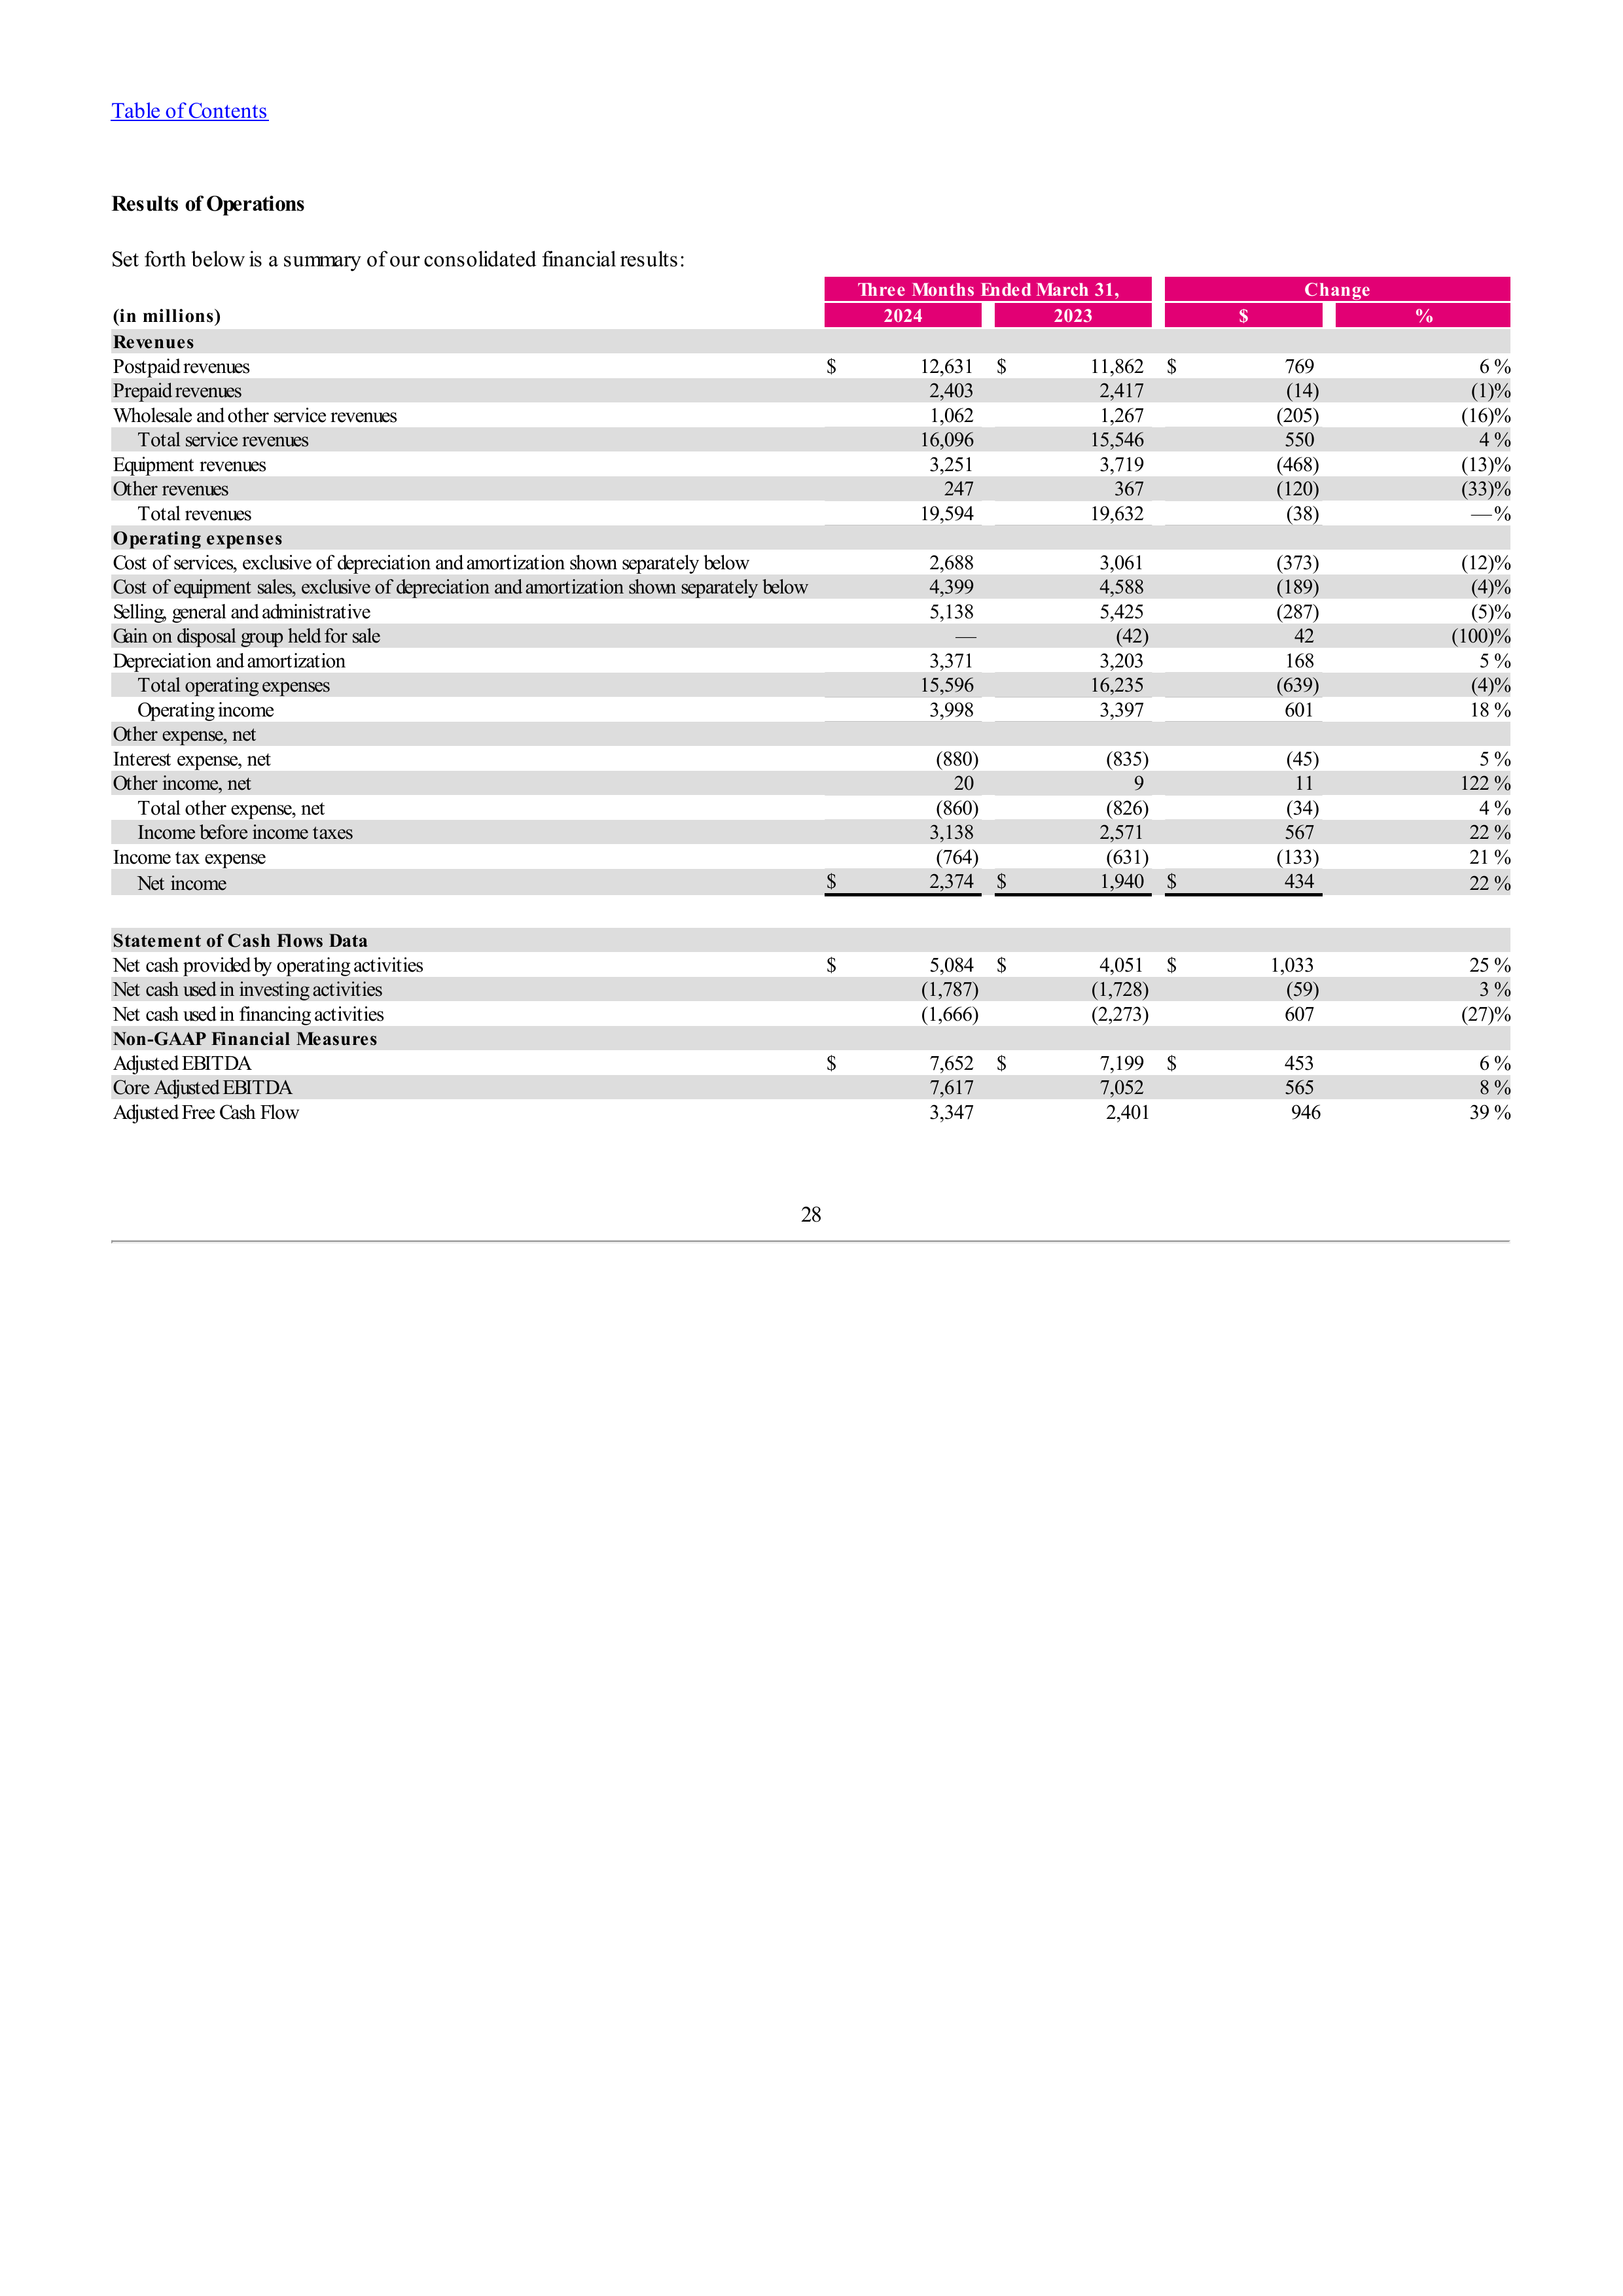 Table of Contents
Results of Operations
Set forth below is a summary of our consolidated financial results:
Three Months Ended March 31, Change
(in millions) 2024 2023 $ %
Revenues
Postpaid revenues $ 12,631 $ 11,862 $ 769 6 %
Prepaid revenues 2,403 2,417 (14) (1)%
Wholesale and other service revenues 1,062 1,267 (205) (16)%
Total service revenues 16,096 15,546 550 4 %
Equipment revenues 3,251 3,719 (468) (13)%
Other revenues 247 367 (120) (33)%
Total revenues 19,594 19,632 (38) —%
Operating expenses
Cost of services, exclusive of depreciation and amortization shown separately below 2,688 3,061 (373) (12)%
Cost of equipment sales, exclusive of depreciation and amortization shown separately below 4,399 4,588 (189) (4)%
Selling, general and administrative 5,138 5,425 (287) (5)%
Gain on disposal group held for sale — (42) 42 (100)%
Depreciation and amortization 3,371 3,203 168 5 %
Total operating expenses 15,596 16,235 (639) (4)%
Operating income 3,998 3,397 601 18 %
Other expense, net
Interest expense, net (880) (835) (45) 5 %
Other income, net 20 9 11 122 %
Total other expense, net (860) (826) (34) 4 %
Income before income taxes 3,138 2,571 567 22 %
Income tax expense (764) (631) (133) 21 %
Net income $ 2,374 $ 1,940 $ 434 22 %
Statement of Cash Flows Data
Net cash provided by operating activities $ 5,084 $ 4,051 $ 1,033 25 %
Net cash used in investing activities (1,787) (1,728) (59) 3 %
Net cash used in financing activities (1,666) (2,273) 607 (27)%
Non-GAAP Financial Measures
Adjusted EBITDA $ 7,652 $ 7,199 $ 453 6 %
Core Adjusted EBITDA 7,617 7,052 565 8 %
Adjusted Free Cash Flow 3,347 2,401 946 39 %
28